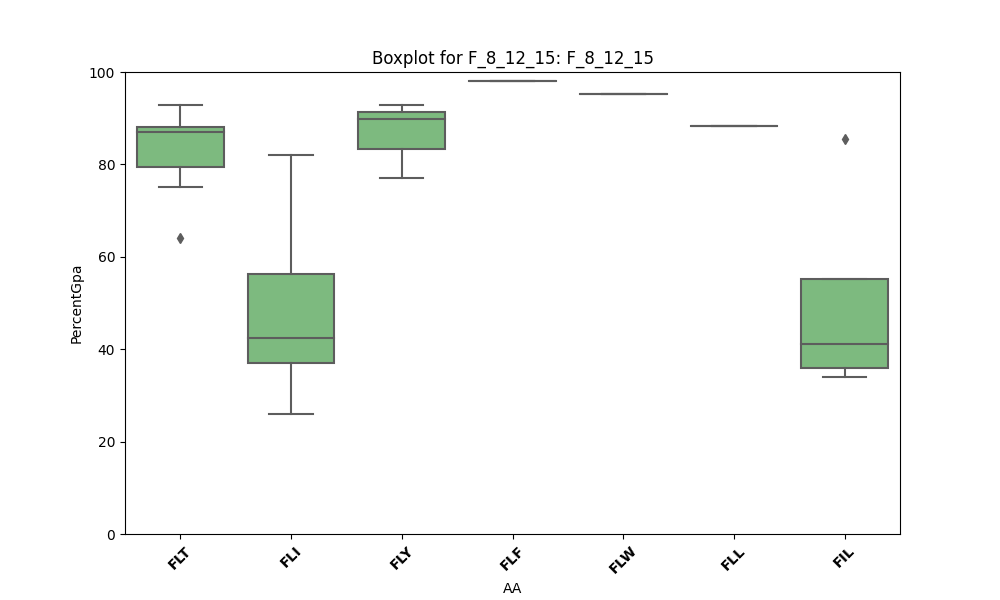 Boxplot for F_8_12_15: F_8_12_15
100
80
60
40
20
0
PercentGpa
FLT
FLI
FLY
FLF
FLW
FLL
FIL
AA